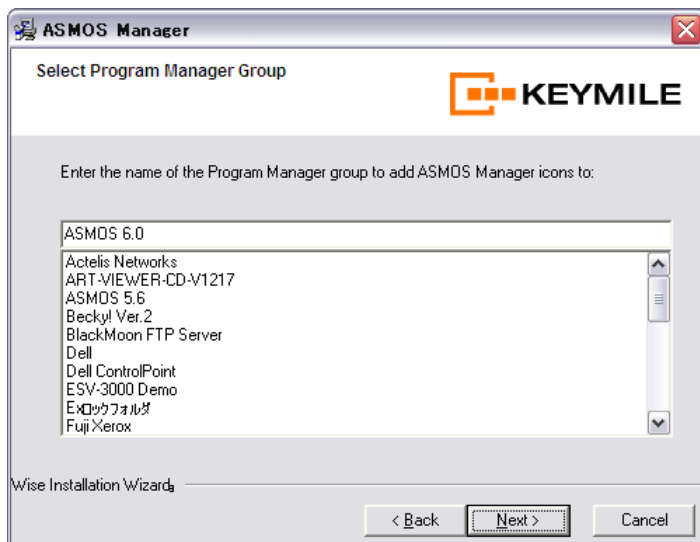 ASMOS Manager
Select Program Manager Group
KEYMILE
Enter the name of the Program Manager group to add ASMOS Manager icons to:
ASMOS 6.0
Actelis Networks
ART-VIEWER-CD-V1217
ASMOS 5.6
Becky! Ver.2
BlackMoon FTP Server
Dell
Dell ControlPoint
ESV-3000 Demo
Exロックフォルダ
Fuji Xerox
Wise Installation Wizard
< Back
Next >
Cancel